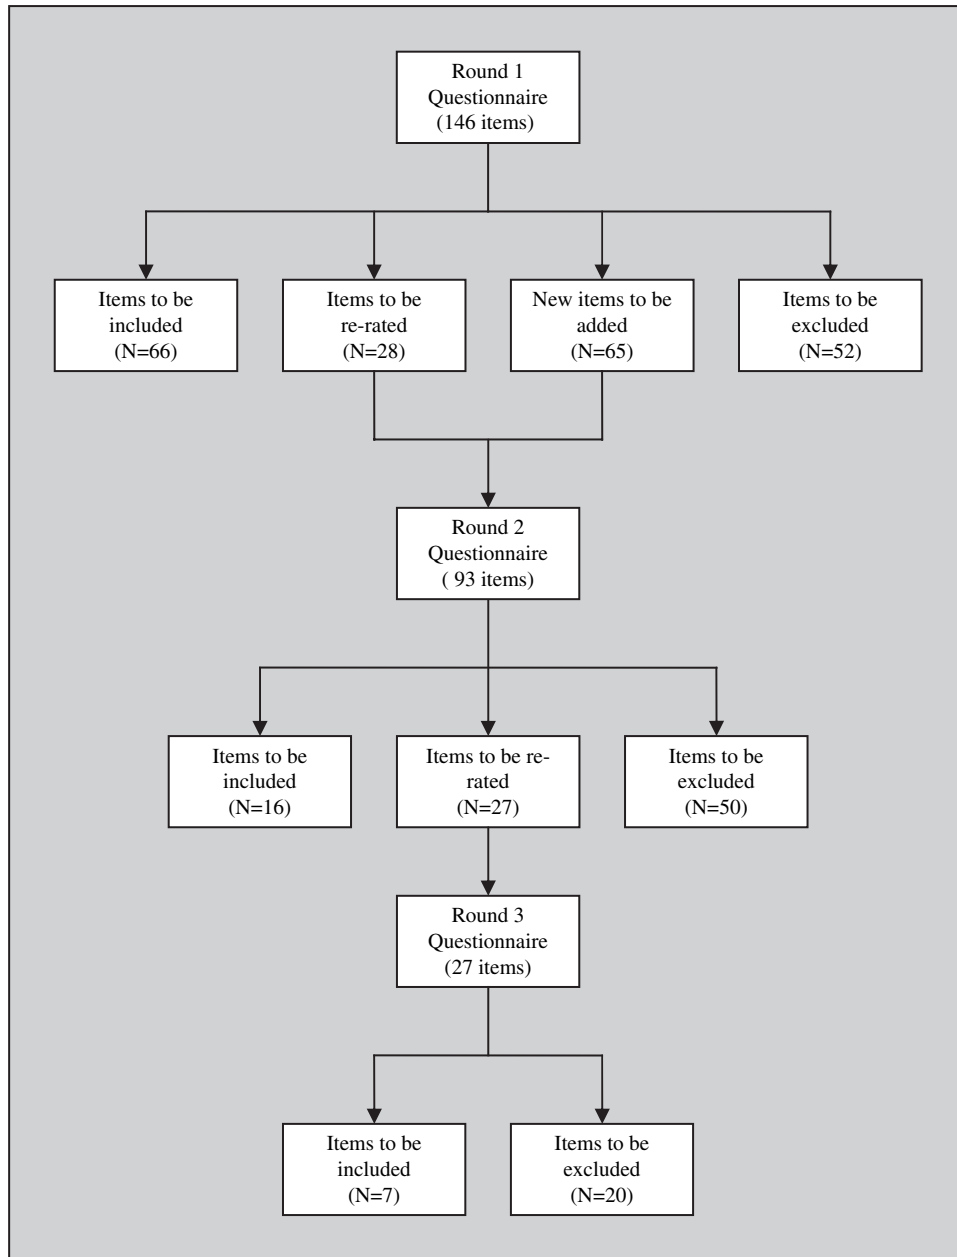 Round 1
Questionnaire
(146 items)
Items to be
included
(N=66)
Items to be
re-rated
(N=28)
New items to be
added
(N=65)
Items to be
excluded
(N=52)
Round 2
Questionnaire
( 93 items)
Items to be
included
(N=16)
Items to be re-
rated
(N=27)
Items to be
excluded
(N=50)
Round 3
Questionnaire
(27 items)
Items to be
included
(N=7)
Items to be
excluded
(N=20)